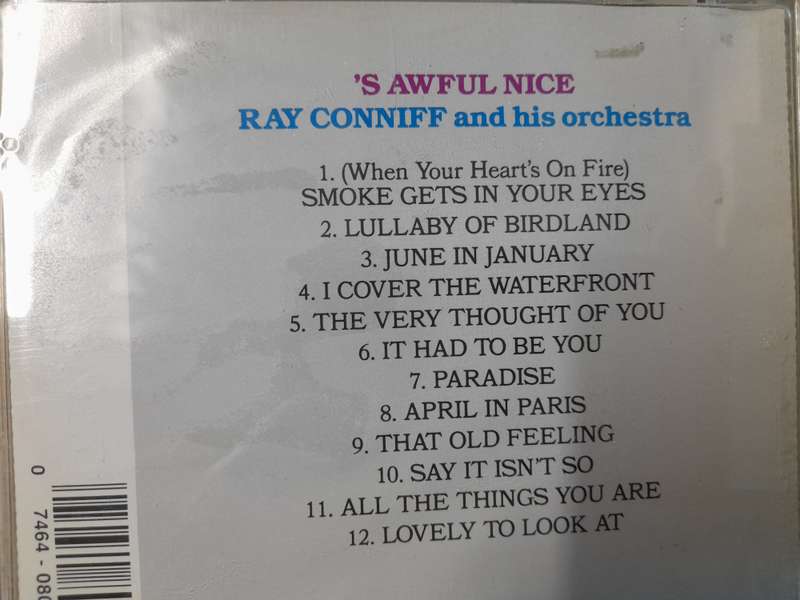 'S AWFUL NICE
RAY CONNIFF and his orchestra
1. (When Your Heart's On Fire)
SMOKE GETS IN YOUR EYES
2. LULLABY OF BIRDLAND
3. JUNE IN JANUARY
4. I COVER THE WATERFRONT
5. THE VERY THOUGHT OF YOU
6. IT HAD TO BE YOU
7. PARADISE
8. APRIL IN PARIS
9. THAT OLD FEELING
10. SAY IT ISN'T SO
11. ALL THE THINGS YOU ARE
12. LOVELY TO LOOK AT
0 7464 - 080